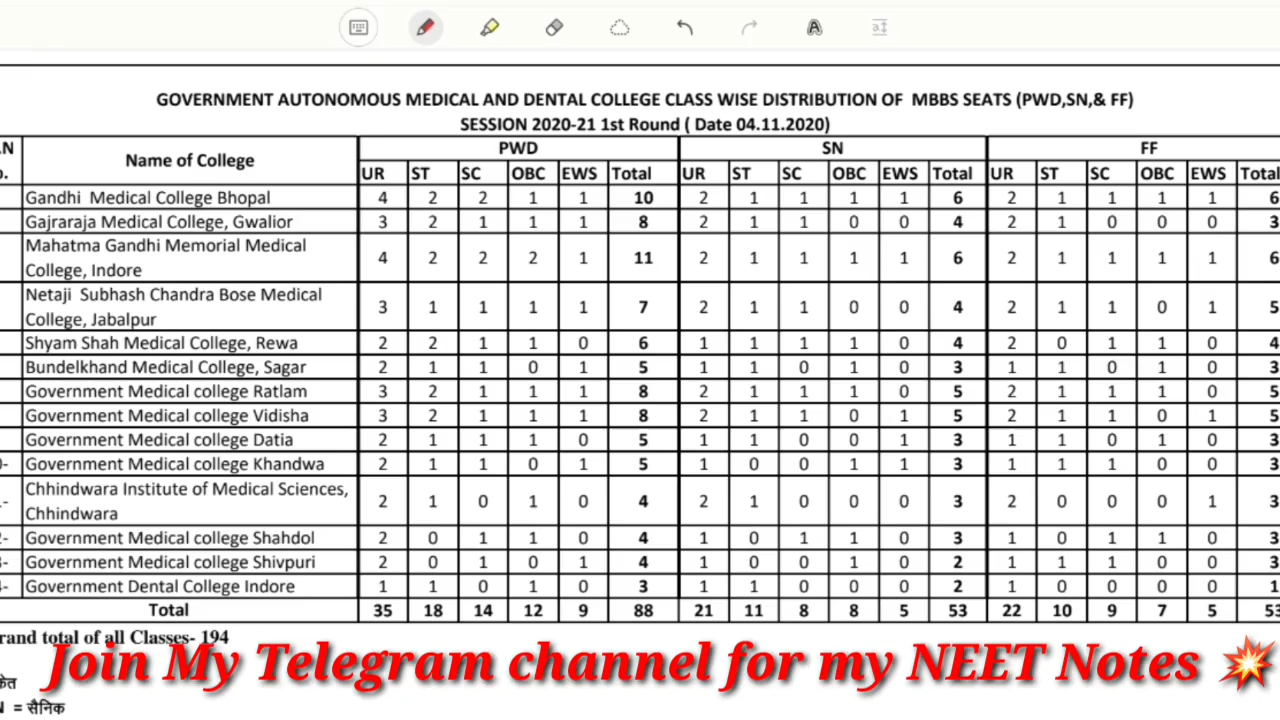 GOVERNMENT AUTONOMOUS MEDICAL AND DENTAL COLLEGE CLASS WISE DISTRIBUTION OF MBBS SEATS (PWD,SN,& FF)
SESSION 2020-21 1st Round ( Date 04.11.2020)
Name of College PWD SN FF
UR ST SC OBC EWS Total UR ST SC OBC EWS Total UR ST SC OBC EWS Total
Gandhi Medical College Bhopal 4 2 2 1 1 10 2 1 1 1 1 6 2 1 1 1 1 6
Gajraraja Medical College, Gwalior 3 2 1 1 1 8 2 1 1 0 0 4 2 1 0 0 0 3
Mahatma Gandhi Memorial Medical
College, Indore 4 2 2 2 1 11 2 1 1 1 1 6 2 1 1 1 1 6
Netaji Subhash Chandra Bose Medical
College, Jabalpur 3 1 1 1 1 7 2 1 1 0 0 4 2 1 1 0 1 5
Shyam Shah Medical College, Rewa 2 2 1 1 0 6 1 1 1 1 0 4 2 0 1 1 0 4
Bundelkhand Medical College, Sagar 2 1 1 0 1 5 1 1 0 1 0 3 1 1 0 1 0 3
Government Medical college Ratlam 3 2 1 1 1 8 2 1 1 1 0 5 2 1 1 1 0 5
Government Medical college Vidisha 3 2 1 1 1 8 2 1 1 0 1 5 2 1 1 0 1 5
Government Medical college Datia 2 1 1 1 0 5 1 1 0 0 1 3 1 1 0 1 0 3
Government Medical college Khandwa 2 1 1 0 1 5 1 0 0 1 1 3 1 1 1 0 0 3
Chhindwara Institute of Medical Sciences,
Chhindwara 2 1 0 1 0 4 2 1 0 0 0 3 2 0 0 0 1 3
Government Medical college Shahdol 2 0 1 1 0 4 1 0 1 1 0 3 1 0 1 1 0 3
Government Medical college Shivpuri 2 0 1 0 1 4 1 0 0 1 0 2 1 1 1 0 0 3
Government Dental College Indore 1 1 0 1 0 3 1 1 0 0 0 2 1 0 0 0 0 1
Total 35 18 14 12 9 88 21 11 8 8 5 53 22 10 9 7 5 53
rand total of all Classes- 194
Join My Telegram channel for my NEET Notes
= सैनिक